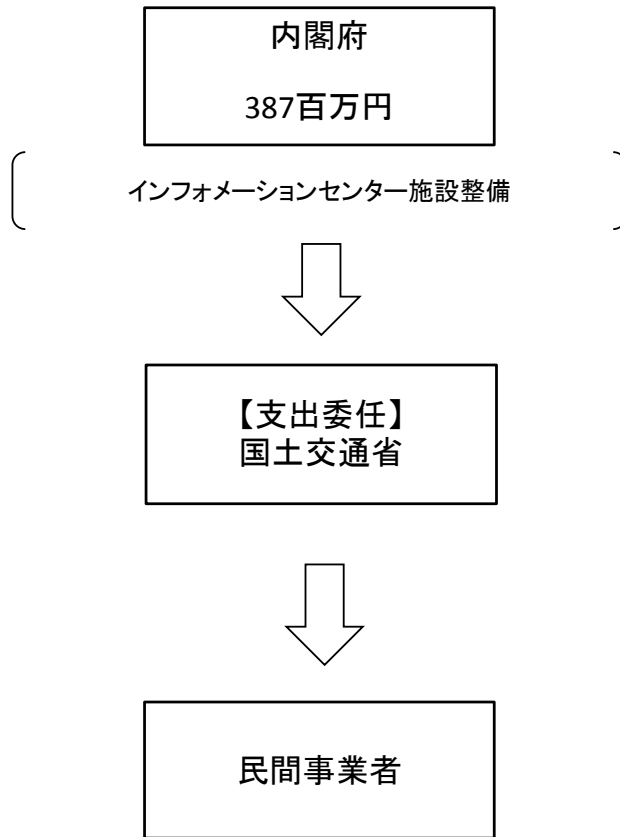 内閣府
387百万円
インフォメーションセンター施設整備
【支出委任】
国土交通省
民間事業者